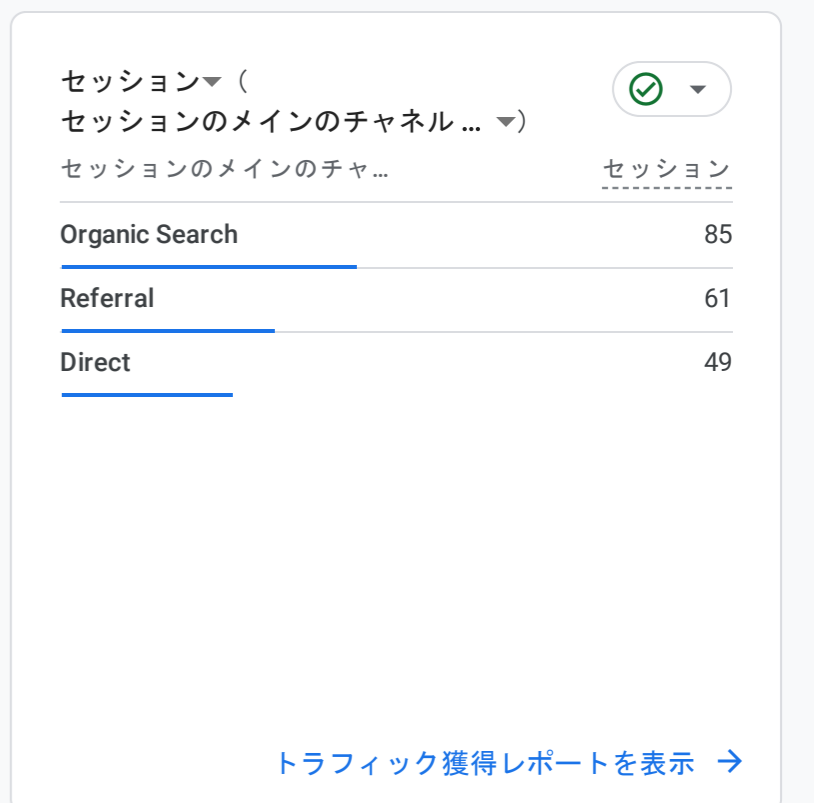 セッション（
セッションのメインのチャネル ... ）
セッションのメインのチャ... セッション
Organic Search 85
Referral 61
Direct 49
トラフィック獲得レポートを表示 →